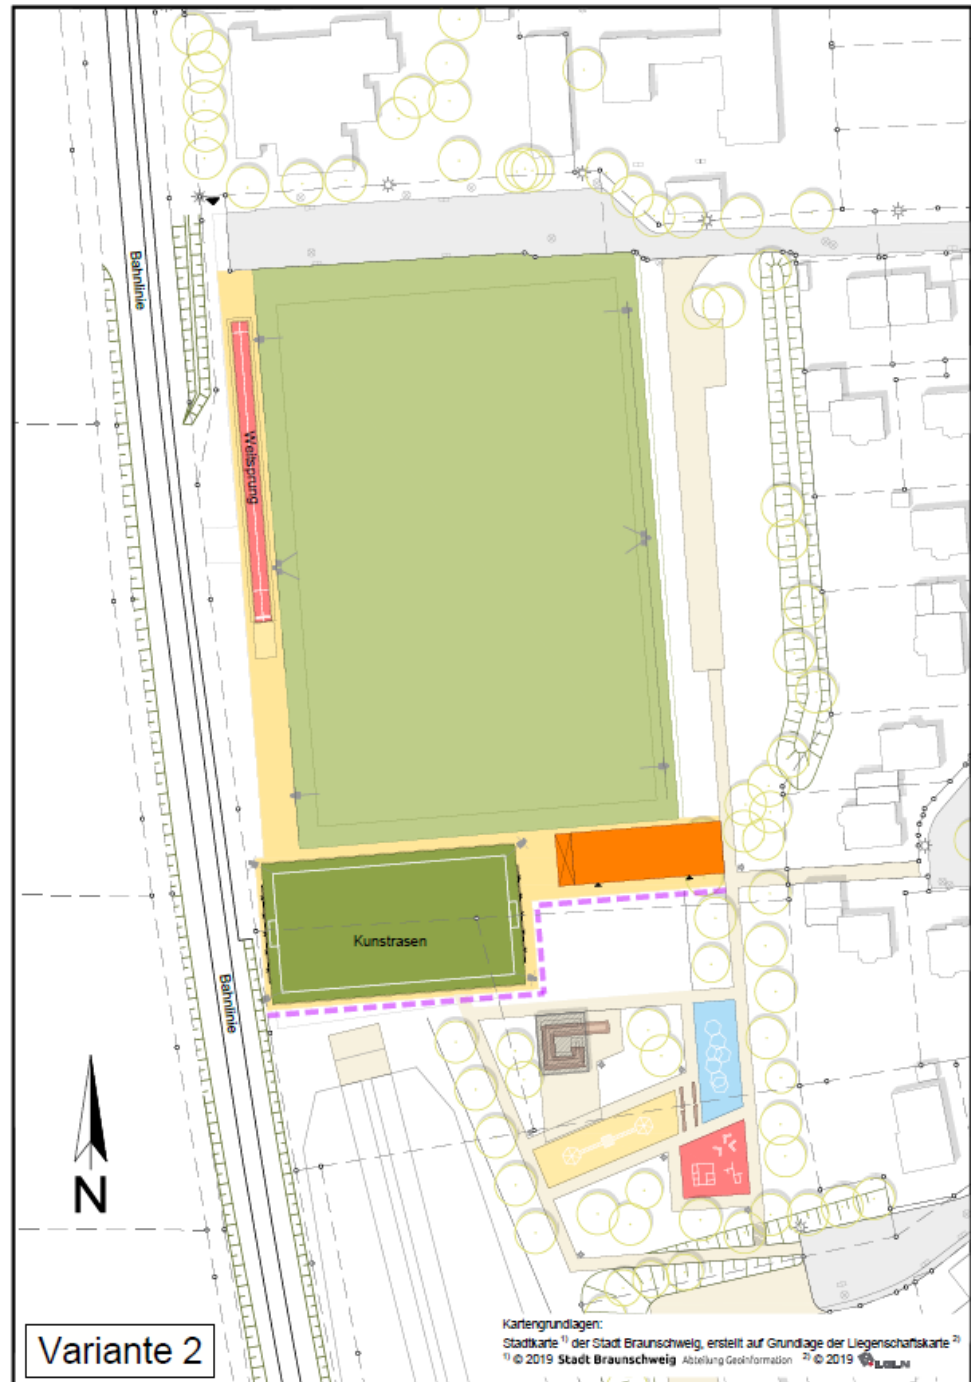 Bahnlinie
Weitsprung
Kunstrasen
Bahnlinie
N
Variante 2
Kartengrundlagen:
Stadtkarte ¹⁾ der Stadt Braunschweig, erstellt auf Grundlage der Liegenschaftskarte ²⁾
¹⁾ © 2019 Stadt Braunschweig Abteilung Geoinformation ²⁾ © 2019 LGLN